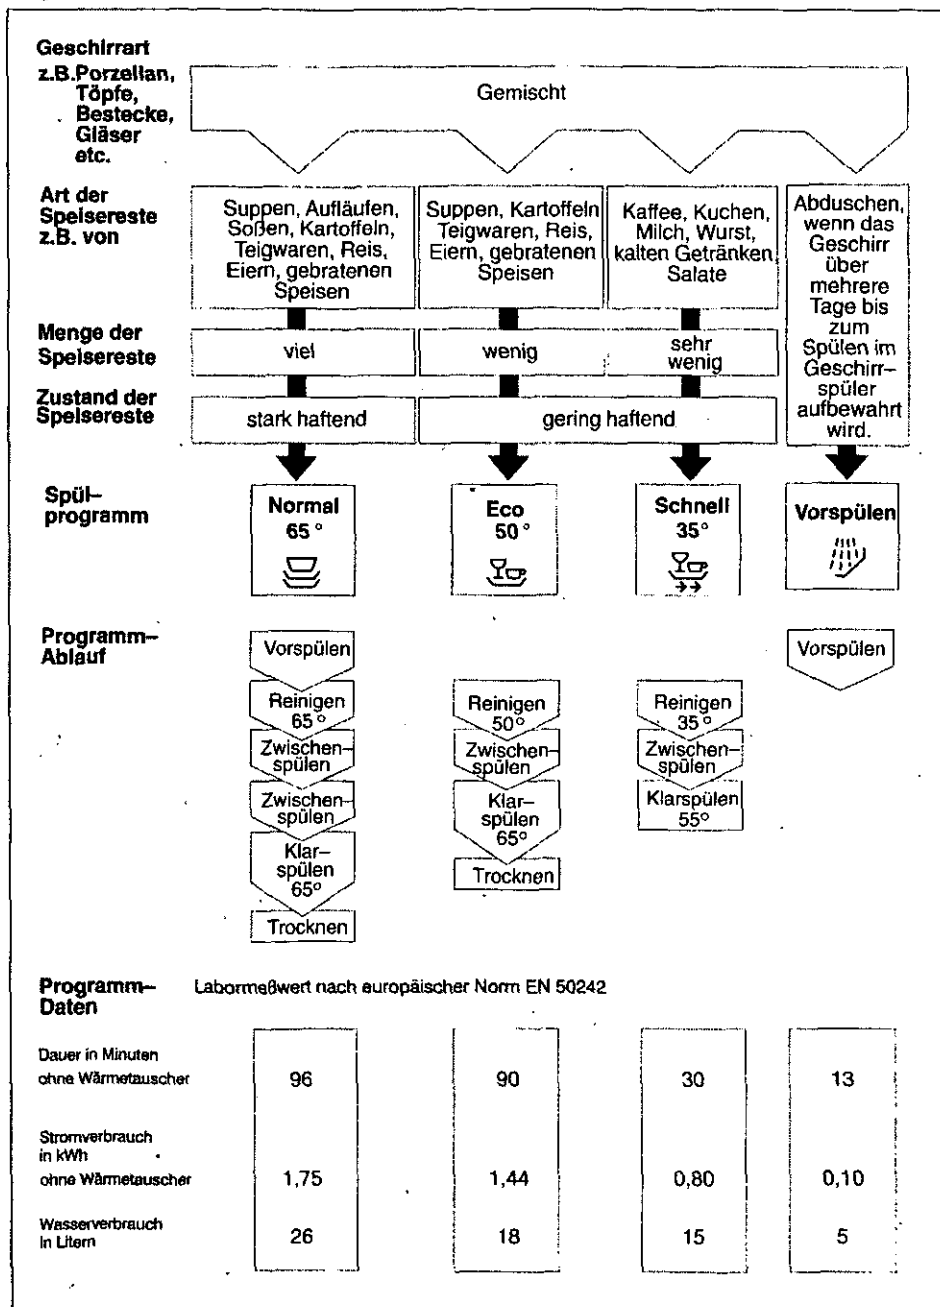 Geschirrart
z.B. Porzellan,
Töpfe,
Bestecke,
Gläser
etc.
Gemischt
Art der
Speisereste
z.B. von
Suppen, Aufläufen,
Soßen, Kartoffeln,
Teigwaren, Reis,
Eiern, gebratenen
Speisen
Suppen, Kartoffeln
Teigwaren, Reis,
Eiern, gebratenen
Speisen
Kaffee, Kuchen,
Milch, Wurst,
kalten Getränken,
Salate
Abduschen,
wenn das
Geschirr
über
mehrere
Tage bis
zum
Spülen im
Geschirr–
spüler
aufbewahrt
wird.
Menge der
Speisereste
viel
wenig
sehr
wenig
Zustand der
Speisereste
stark haftend
gering haftend
Spül–
programm
Normal
65°
Eco
50°
Schnell
35°
Vorspülen
Programm–
Ablauf
Vorspülen
Reinigen
65°
Zwischen–
spülen
Zwischen–
spülen
Klar–
spülen
65°
Trocknen
Reinigen
50°
Zwischen–
spülen
Klar–
spülen
65°
Trocknen
Reinigen
35°
Zwischen–
spülen
Klarspülen
55°
Vorspülen
Programm–
Daten
Labormeßwert nach europäischer Norm EN 50242
Dauer in Minuten
ohne Wärmetauscher 96 90 30 13
Stromverbrauch
in kWh
ohne Wärmetauscher 1,75 1,44 0,80 0,10
Wasserverbrauch
in Litern 26 18 15 5